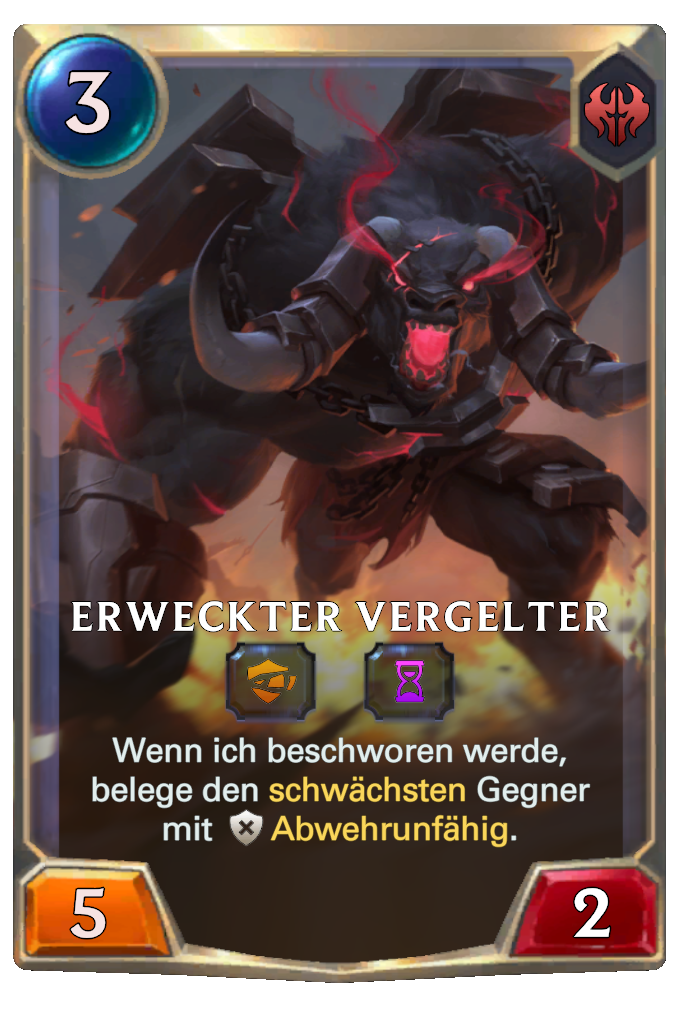 3
ERWECKTER VERGELTER
Wenn ich beschworen werde,
belege den schwächsten Gegner
mit Abwehrunfähig.
5
2